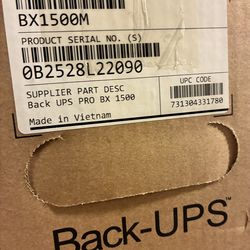 BX1500M
PRODUCT SERIAL NO. (S)
0B2528L22090
SUPPLIER PART DESC
Back UPS PRO BX 1500
UPC CODE
731304331780
Made in Vietnam
Back-UPS™